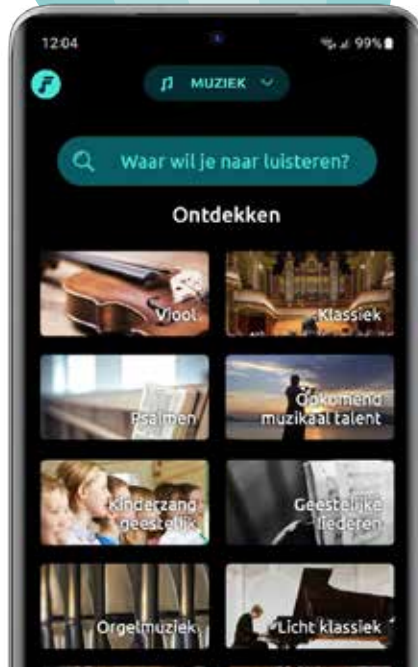 12:04
99%
MUZIEK
Waar wil je naar luisteren?
Ontdekken
Viool
Klassiek
Psalmen
Opkomend
muzikaal talent
Kinderzang
geestelijk
Geestelijke
liederen
Orgelmuziek
Licht klassiek